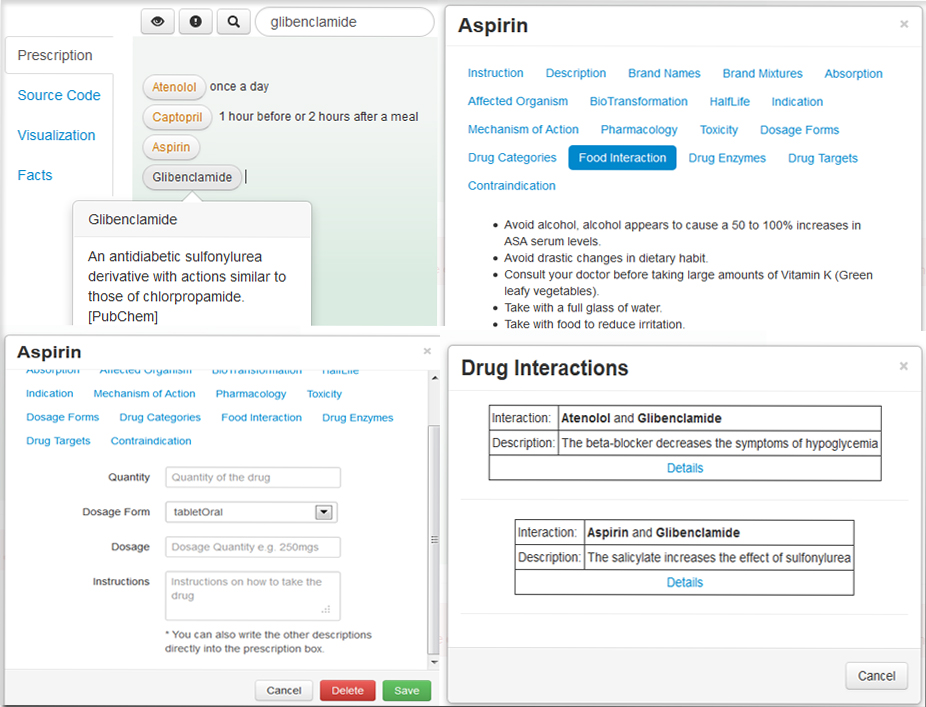 glibenclamide
Prescription
Source Code
Visualization
Facts
Atenolol once a day
Captopril 1 hour before or 2 hours after a meal
Aspirin
Glibenclamide
Glibenclamide
An antidiabetic sulfonylurea
derivative with actions similar to
those of chlorpropamide.
[PubChem]
Aspirin ×
Instruction Description Brand Names Brand Mixtures Absorption
Affected Organism BioTransformation HalfLife Indication
Mechanism of Action Pharmacology Toxicity Dosage Forms
Drug Categories Food Interaction Drug Enzymes Drug Targets
Contraindication
• Avoid alcohol, alcohol appears to cause a 50 to 100% increases in
ASA serum levels.
• Avoid drastic changes in dietary habit.
• Consult your doctor before taking large amounts of Vitamin K (Green
leafy vegetables).
• Take with a full glass of water.
• Take with food to reduce irritation.
Aspirin ×
Absorption Affected Organism BioTransformation HalfLife
Indication Mechanism of Action Pharmacology Toxicity
Dosage Forms Drug Categories Food Interaction Drug Enzymes
Drug Targets Contraindication
Quantity Quantity of the drug
Dosage Form tabletOral
Dosage Dosage Quantity e.g. 250mgs
Instructions Instructions on how to take the
drug
* You can also write the other descriptions
directly into the prescription box.
Cancel Delete Save
Drug Interactions ×
Interaction: Atenolol and Glibenclamide
Description: The beta-blocker decreases the symptoms of hypoglycemia
Details
Interaction: Aspirin and Glibenclamide
Description: The salicylate increases the effect of sulfonylurea
Details
Cancel